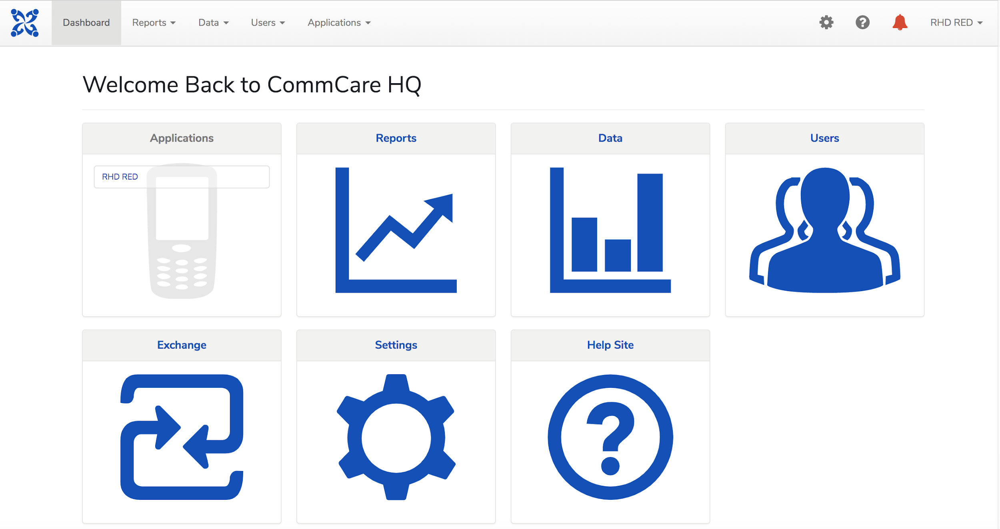 Dashboard Reports Data Users Applications RHD RED
Welcome Back to CommCare HQ
Applications Reports Data Users
RHD RED
Exchange Settings Help Site